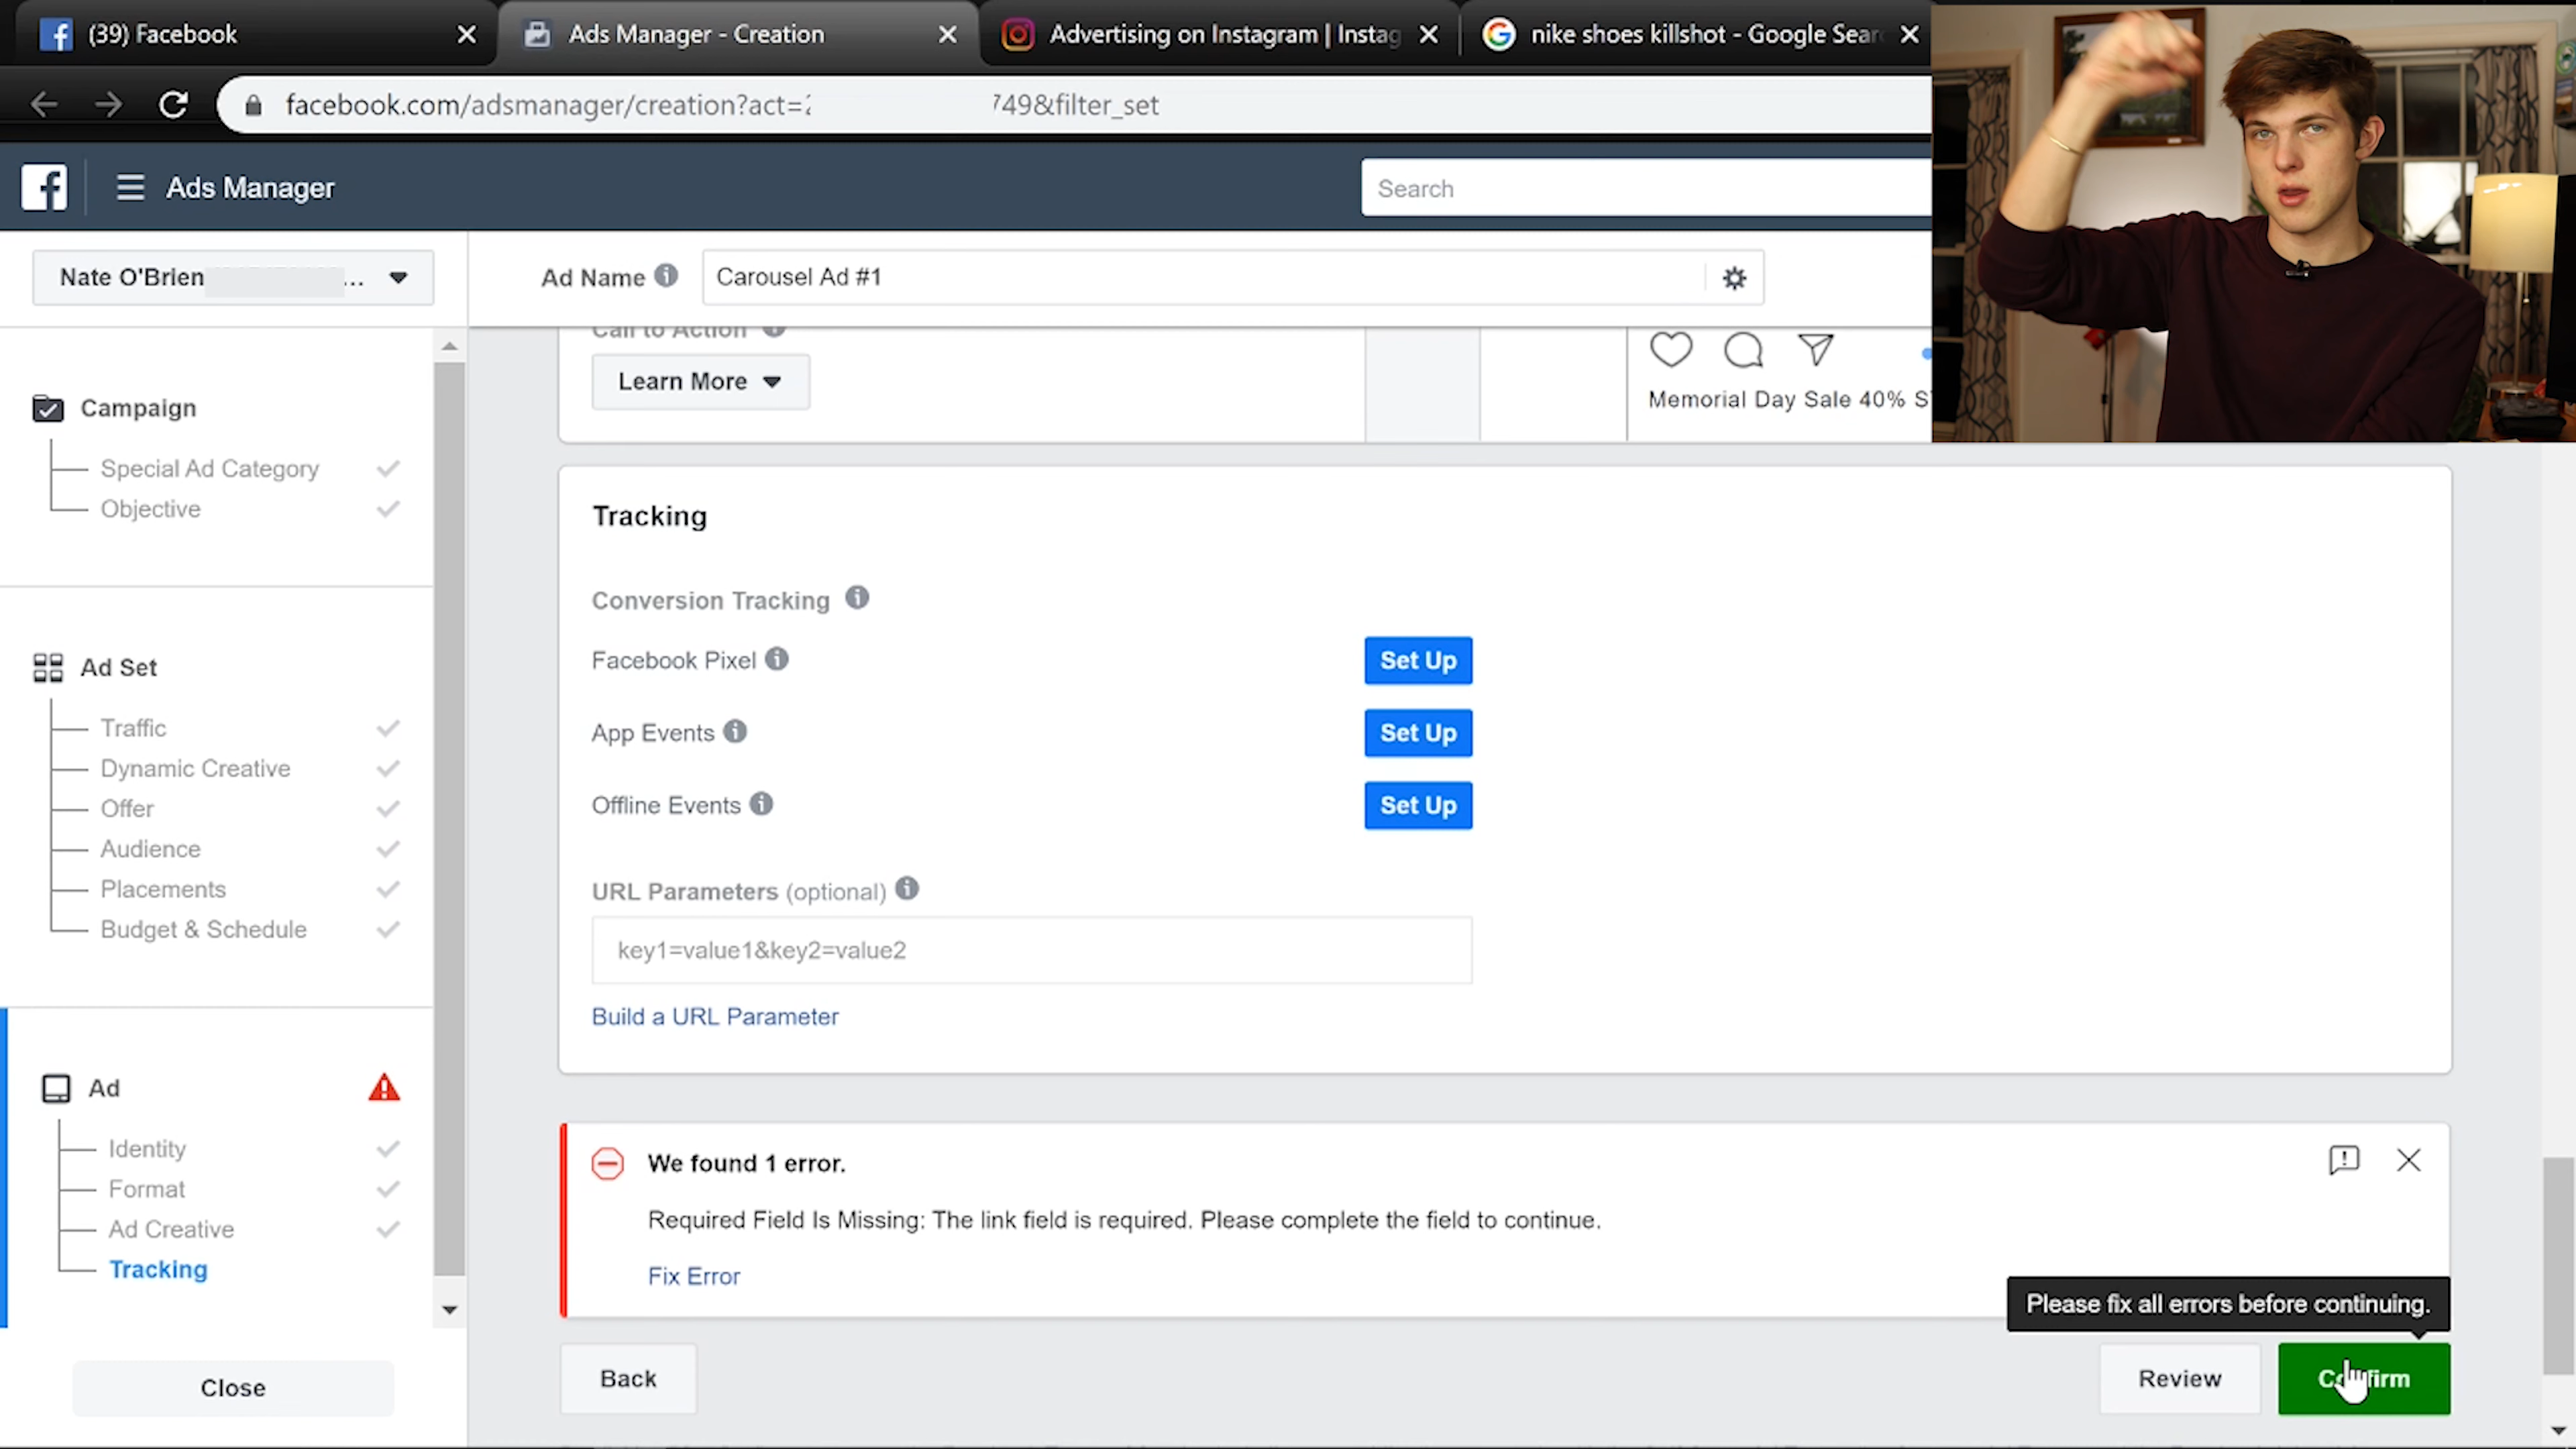 (39) Facebook
Ads Manager - Creation
Advertising on Instagram | Instag
nike shoes killshot - Google Sear
facebook.com/adsmanager/creation?act=
749&filter_set
Ads Manager
Search
Nate O'Brien ...
Ad Name
Carousel Ad #1
Call to Action
Learn More
Memorial Day Sale 40%
Campaign
Special Ad Category
Objective
Ad Set
Traffic
Dynamic Creative
Offer
Audience
Placements
Budget & Schedule
Ad
Identity
Format
Ad Creative
Tracking
Close
Tracking
Conversion Tracking
Facebook Pixel
Set Up
App Events
Set Up
Offline Events
Set Up
URL Parameters (optional)
key1=value1&key2=value2
Build a URL Parameter
We found 1 error.
Required Field Is Missing: The link field is required. Please complete the field to continue.
Fix Error
Please fix all errors before continuing.
Back
Review
Confirm